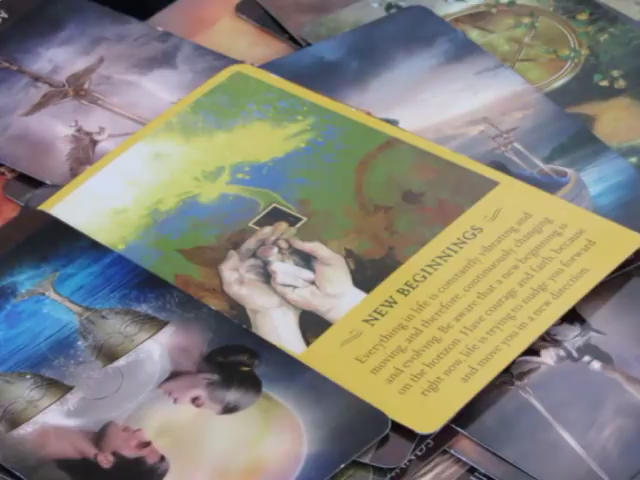 NEW BEGINNINGS
Everything in life is constantly vibrating and
moving, and therefore, continuously changing
and evolving. Be aware that a new beginning is
on the horizon. Have courage and faith, because
right now, life is trying to nudge you forward
and move you in a new direction.